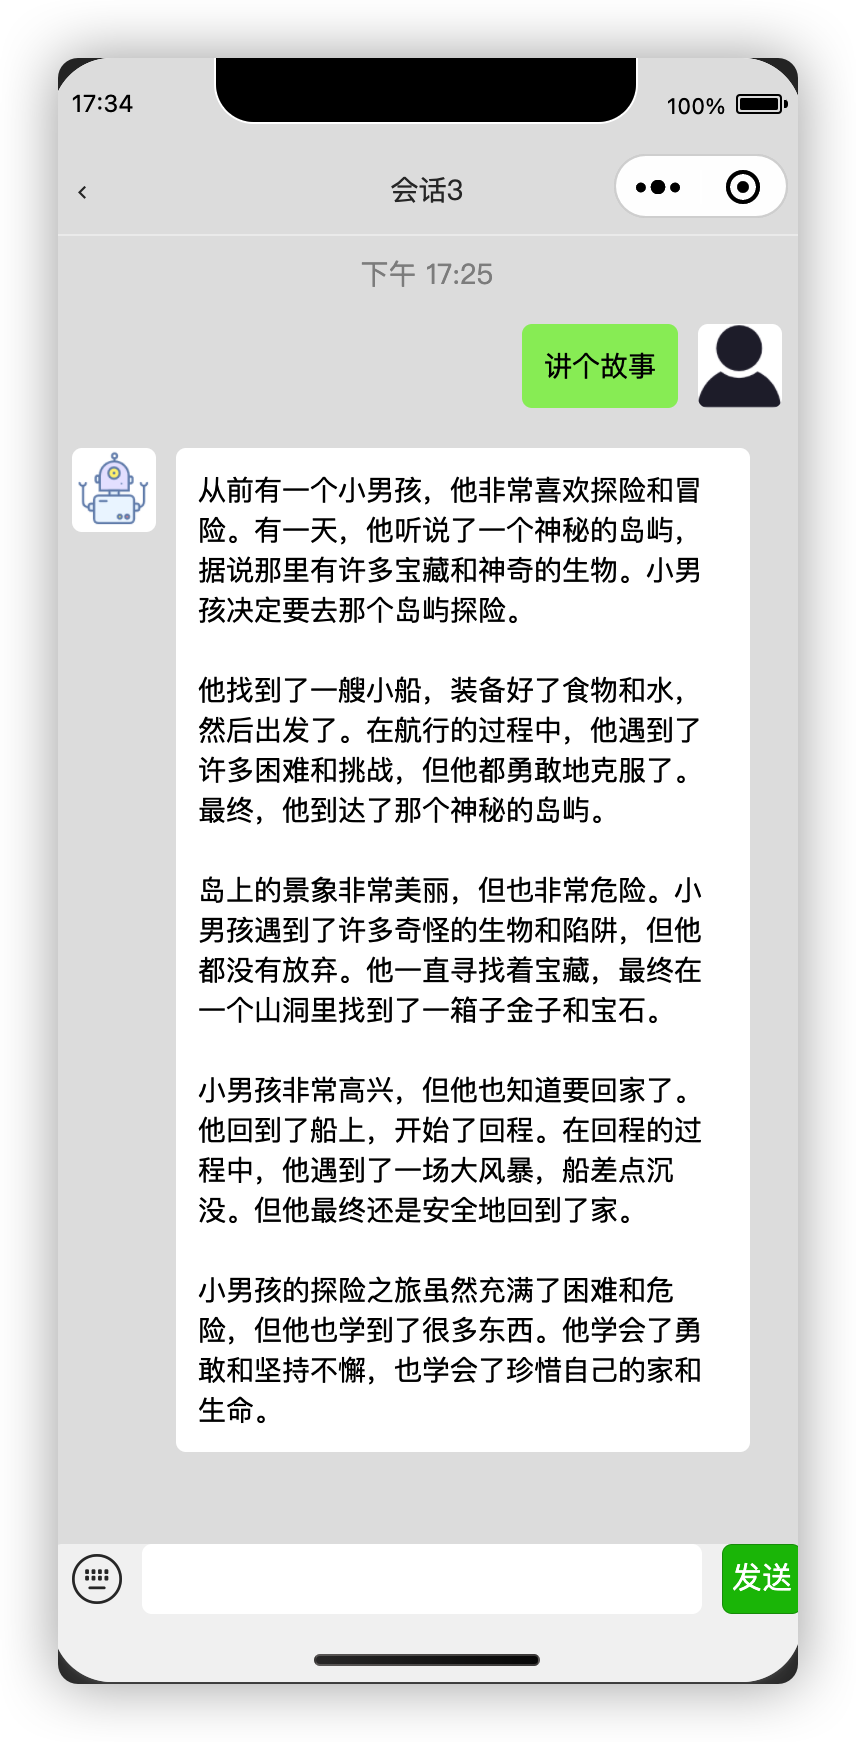 17:34
100%
会话3
下午 17:25
讲个故事
从前有一个小男孩，他非常喜欢探险和冒
险。有一天，他听说了一个神秘的岛屿，
据说那里有许多宝藏和神奇的生物。小男
孩决定要去那个岛屿探险。
他找到了一艘小船，装备好了食物和水，
然后出发了。在航行的过程中，他遇到了
许多困难和挑战，但他都勇敢地克服了。
最终，他到达了那个神秘的岛屿。
岛上的景象非常美丽，但也非常危险。小
男孩遇到了许多奇怪的生物和陷阱，但他
都没有放弃。他一直寻找着宝藏，最终在
一个山洞里找到了一箱子金子和宝石。
小男孩非常高兴，但他也知道要回家了。
他回到了船上，开始了回程。在回程的过
程中，他遇到了一场大风暴，船差点沉
没。但他最终还是安全地回到了家。
小男孩的探险之旅虽然充满了困难和危
险，但他也学到了很多东西。他学会了勇
敢和坚持不懈，也学会了珍惜自己的家和
生命。
发送